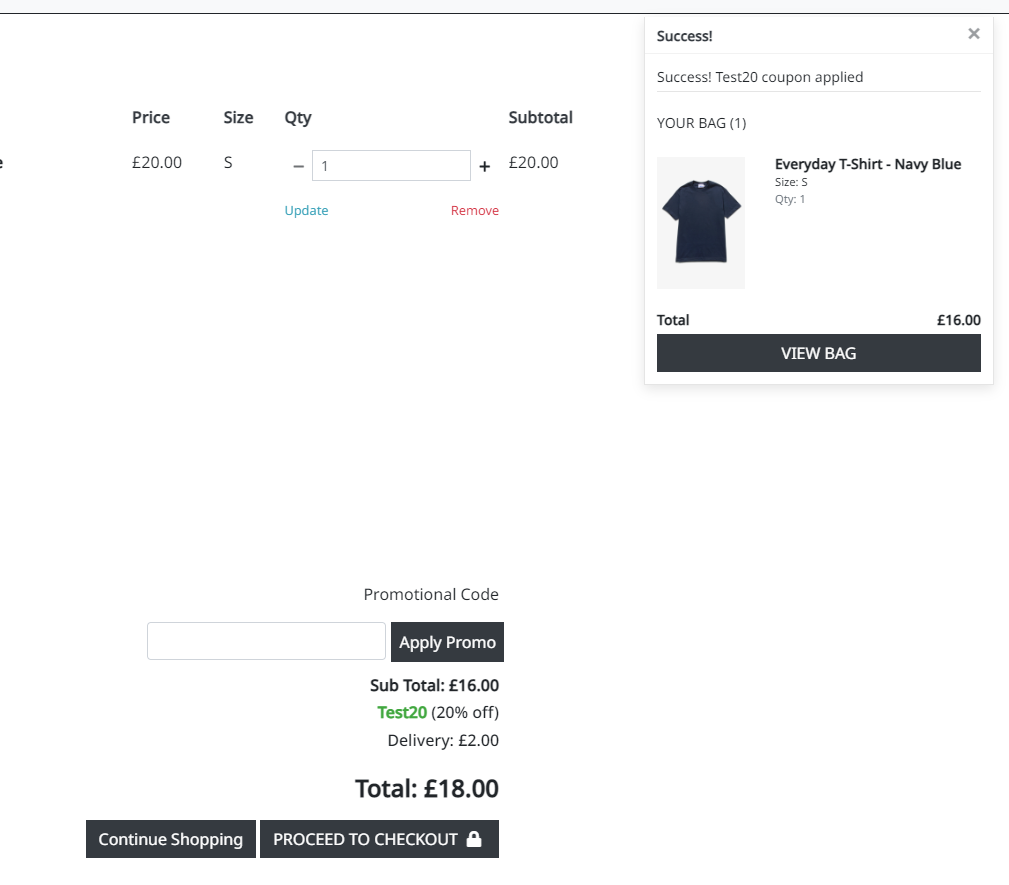 Success! ×
Success! Test20 coupon applied
YOUR BAG (1)
Everyday T-Shirt - Navy Blue
Size: S
Qty: 1
Total £16.00
VIEW BAG
Price Size Qty Subtotal
e £20.00 S − 1 + £20.00
Update Remove
Promotional Code
Apply Promo
Sub Total: £16.00
Test20 (20% off)
Delivery: £2.00
Total: £18.00
Continue Shopping PROCEED TO CHECKOUT